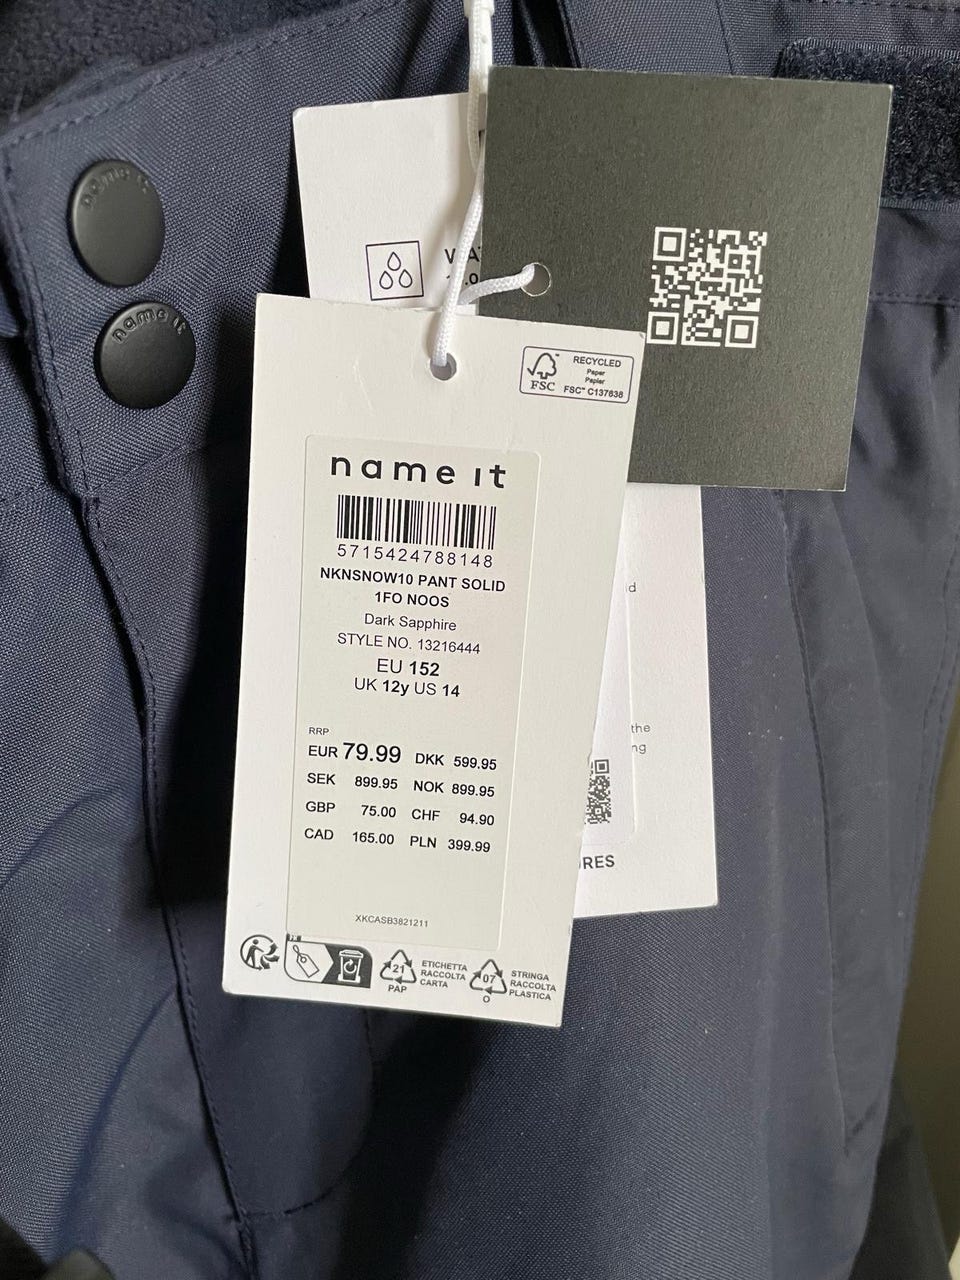 name it
name it
RECYCLED
Paper
Papier
FSC™ C137838
FSC
name it
5715424788148
NKNSNOW10 PANT SOLID
1FO NOOS
Dark Sapphire
STYLE NO. 13216444
EU 152
UK 12y US 14
RRP
EUR 79.99 DKK 599.95
SEK 899.95 NOK 899.95
GBP 75.00 CHF 94.90
CAD 165.00 PLN 399.99
XKCASB3821211
FR
21
PAP
ETICHETTA
RACCOLTA
CARTA
07
O
STRINGA
RACCOLTA
PLASTICA
the